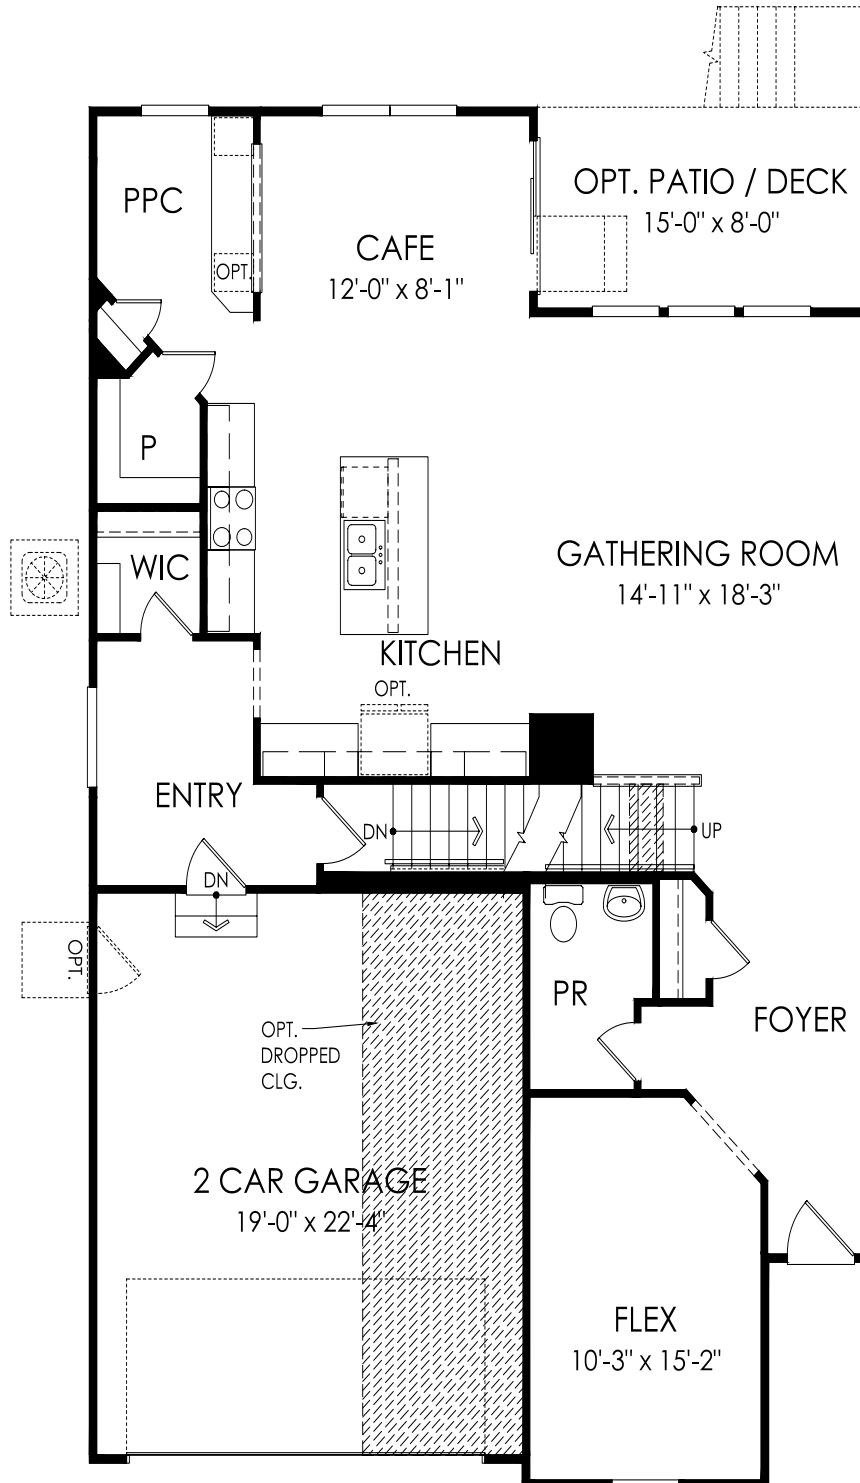 OPT. PATIO / DECK
15'-0" x 8'-0"
PPC
CAFE
12'-0" x 8'-1"
OPT.
P
WIC
GATHERING ROOM
14'-11" x 18'-3"
KITCHEN
OPT.
ENTRY
DN
UP
DN
OPT.
PR
FOYER
OPT.
DROPPED
CLG.
2 CAR GARAGE
19'-0" x 22'-4"
FLEX
10'-3" x 15'-2"